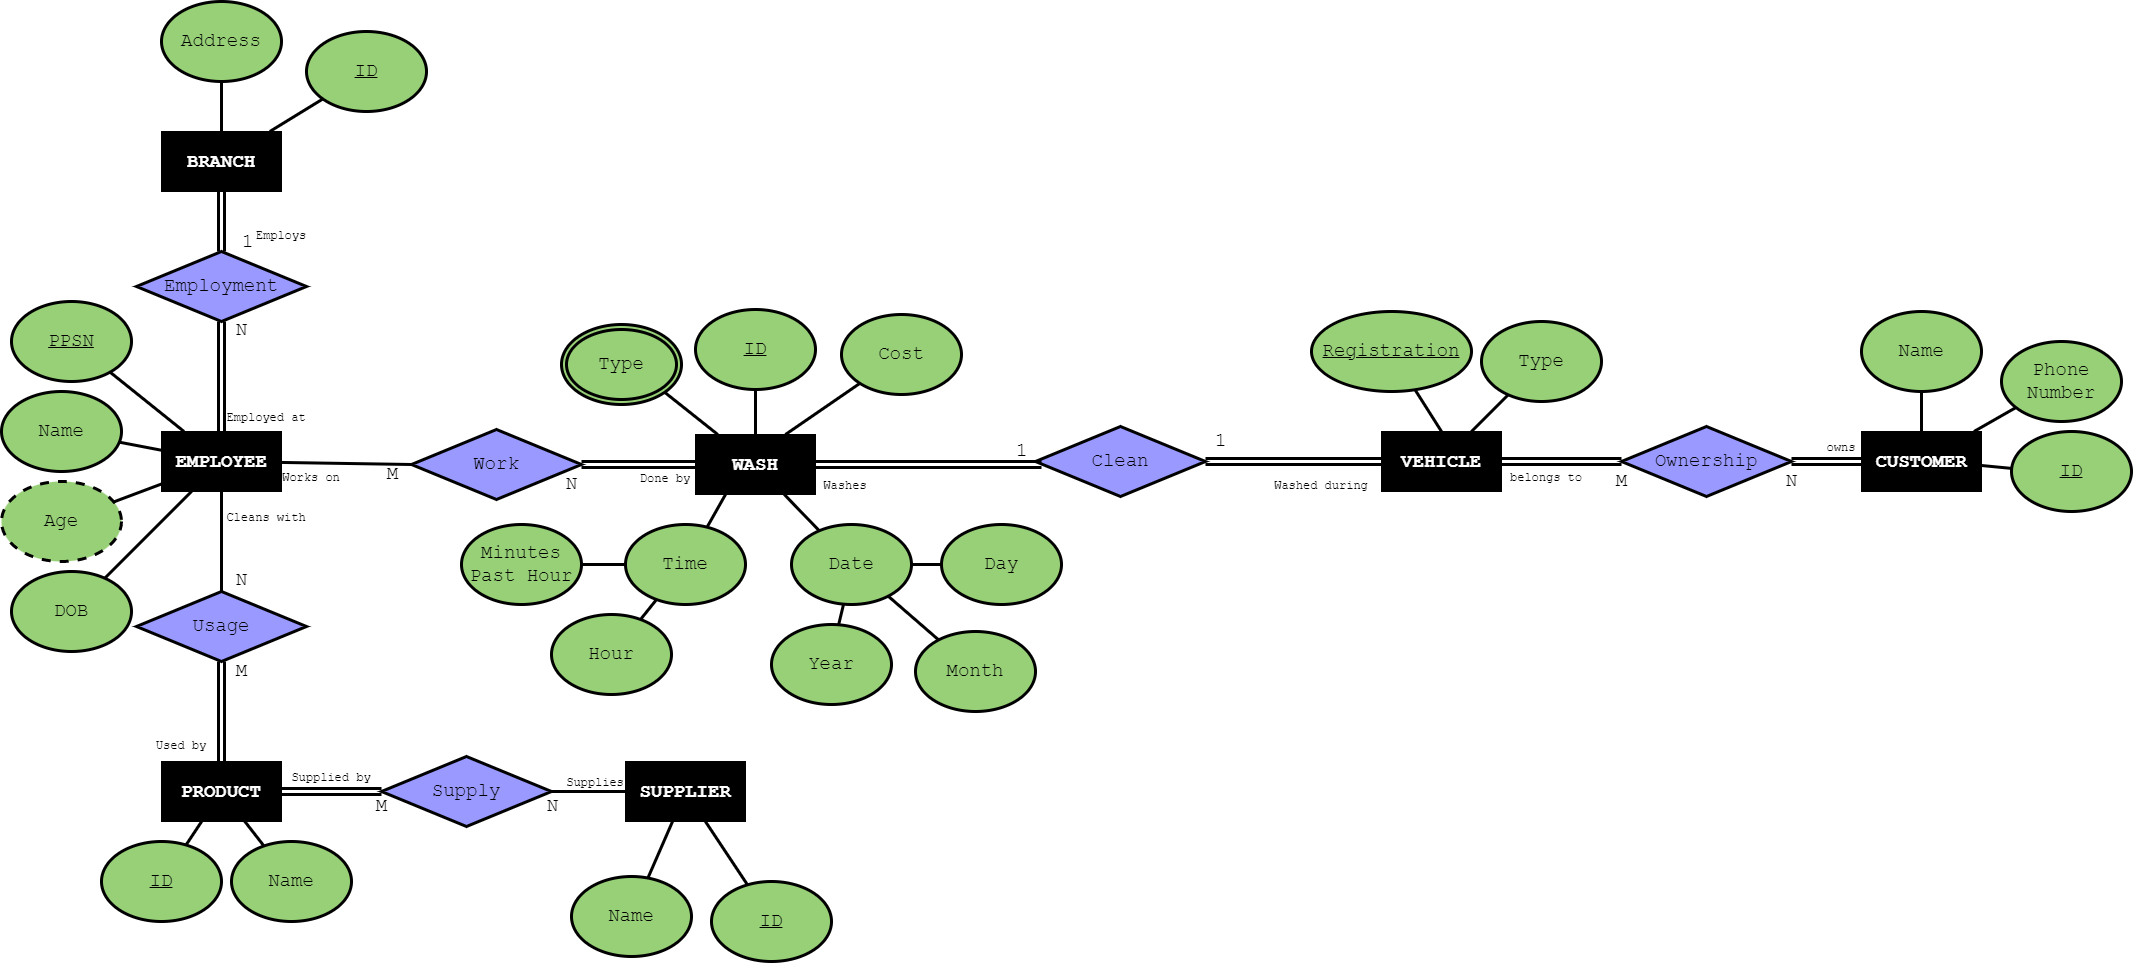 Address
ID
BRANCH
1
Employs
Employment
N
PPSN
Name
Employed at
EMPLOYEE
Works on
Age
Cleans with
DOB
N
Usage
M
Used by
PRODUCT
ID
Name
Supplied by
M
Supply
N
Supplies
SUPPLIER
Name
ID
M
Work
N
Done by
Type
ID
Cost
WASH
Washes
Minutes
Past Hour
Time
Hour
Date
Day
Year
Month
1
Clean
1
Washed during
Registration
Type
VEHICLE
belongs to
M
Ownership
N
owns
Name
Phone
Number
CUSTOMER
ID